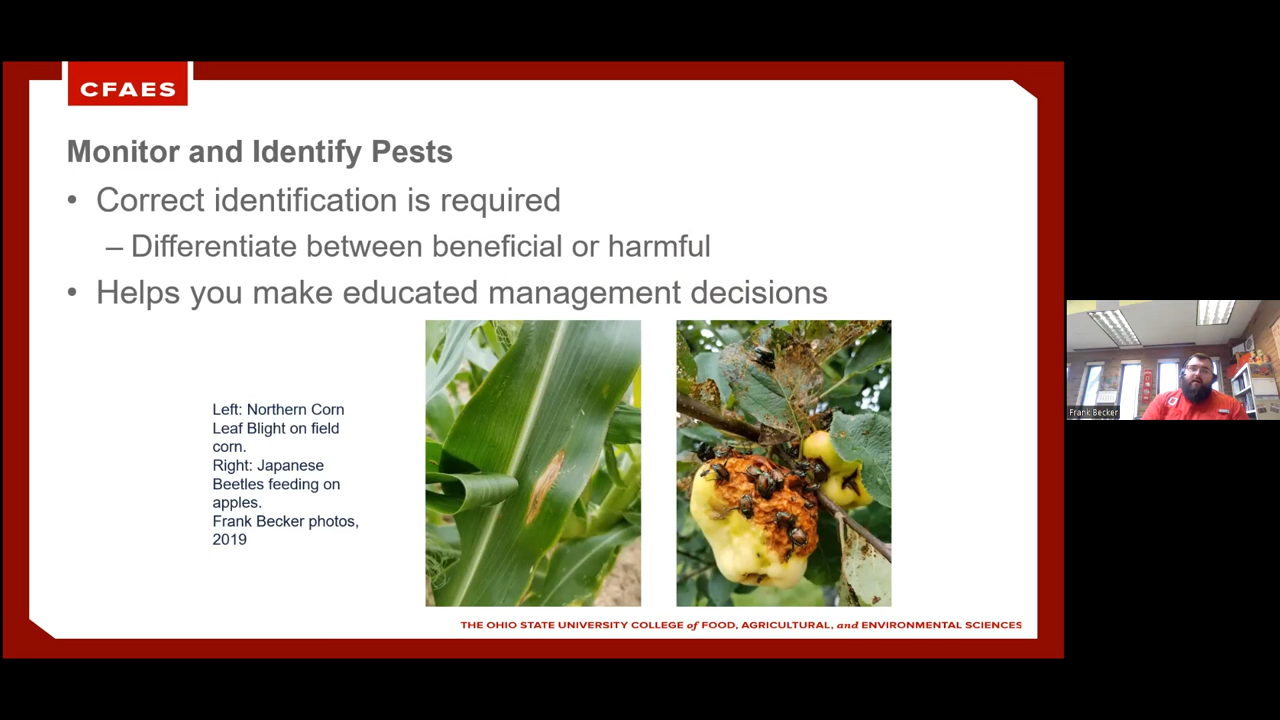 CFAES
Monitor and Identify Pests
• Correct identification is required
– Differentiate between beneficial or harmful
• Helps you make educated management decisions
Left: Northern Corn
Leaf Blight on field
corn.
Right: Japanese
Beetles feeding on
apples.
Frank Becker photos,
2019
THE OHIO STATE UNIVERSITY COLLEGE of FOOD, AGRICULTURAL, and ENVIRONMENTAL SCIENCES
Frank Becker